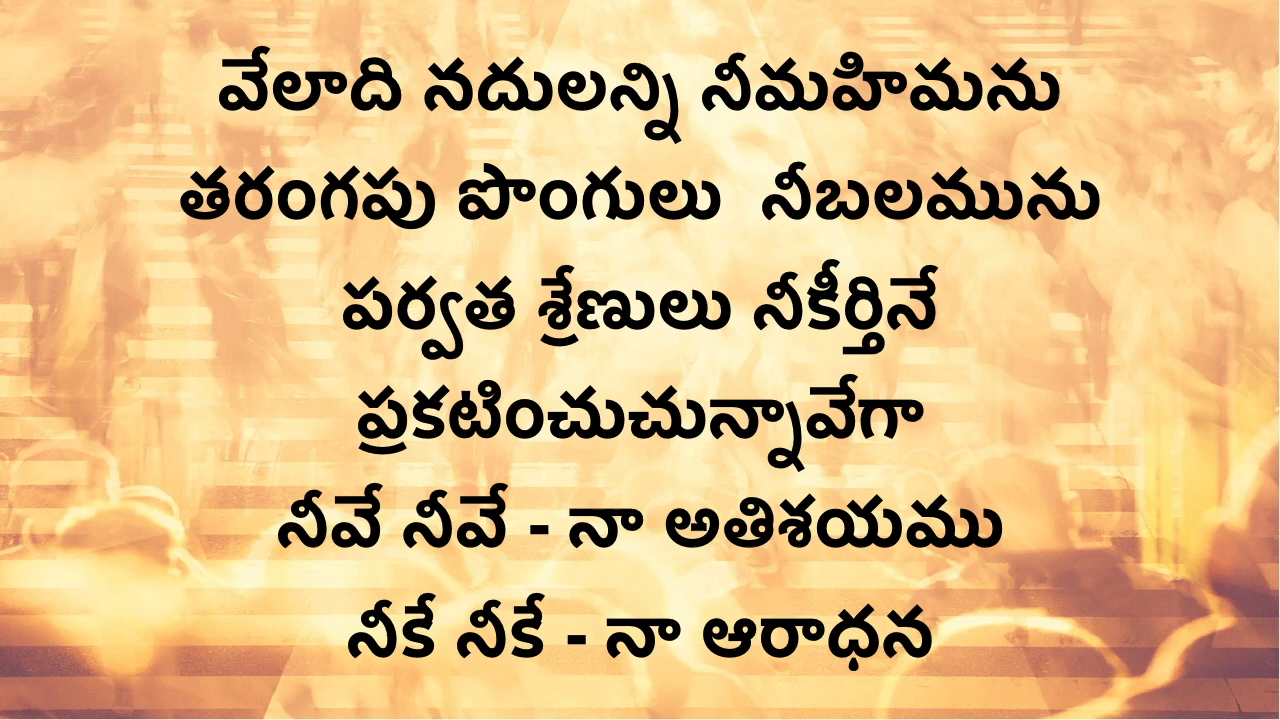 వేలాది నదులన్ని నీమహిమను
తరంగపు పొంగులు నీబలమును
పర్వత శ్రేణులు నీకీర్తినే
ప్రకటించుచున్నావేగా
నీవే నీవే - నా అతిశయము
నీకే నీకే - నా ఆరాధన